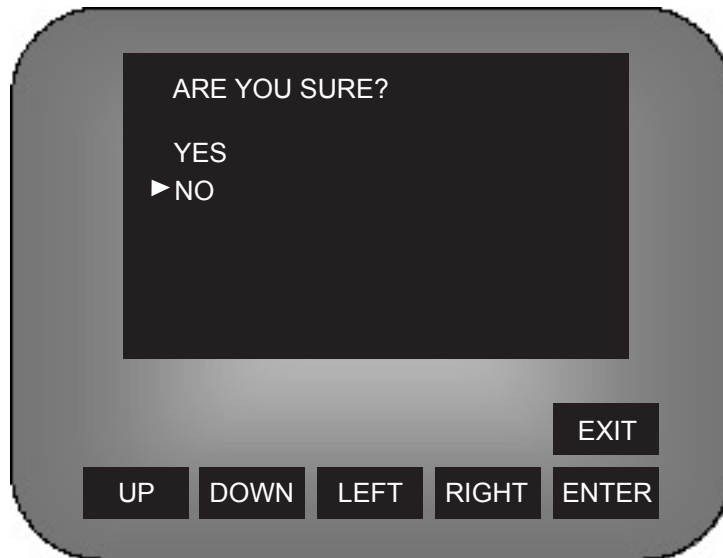 ARE YOU SURE?
YES
►NO
EXIT
UP DOWN LEFT RIGHT ENTER